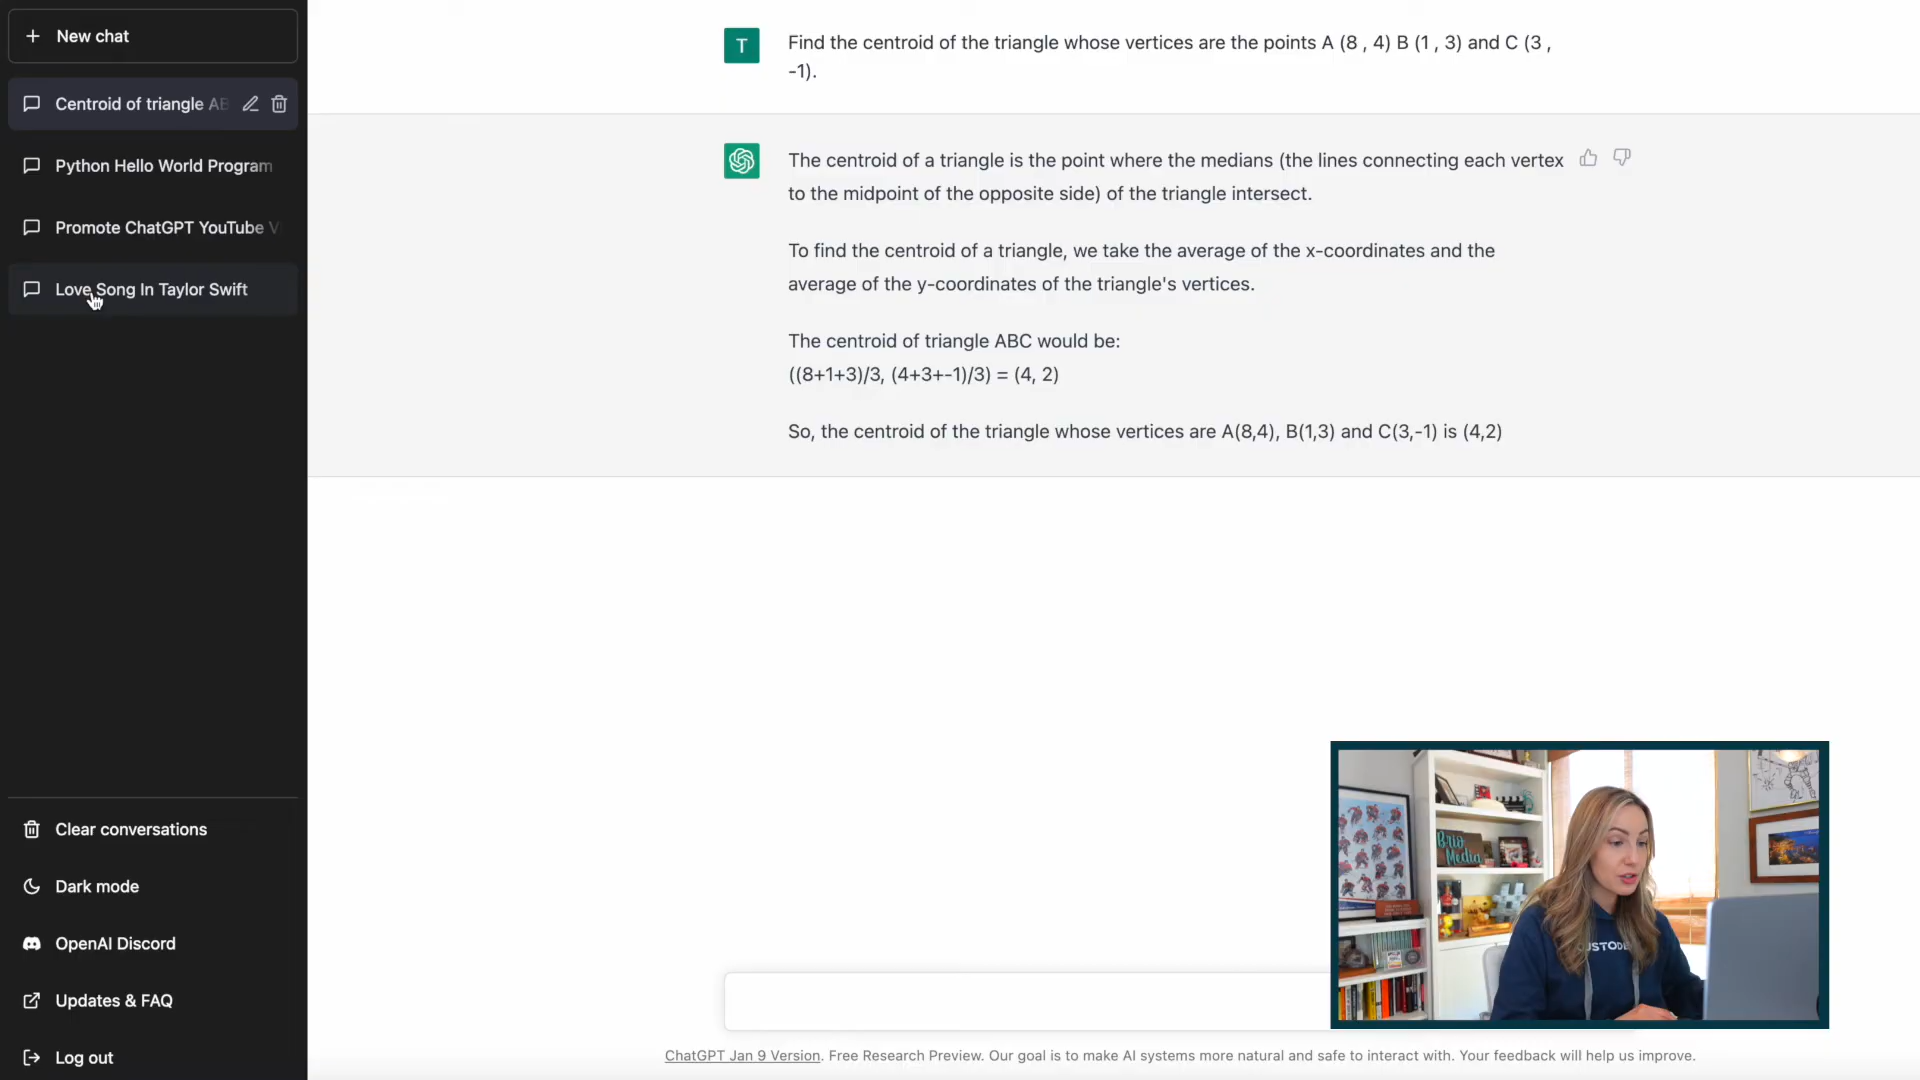 New chat
Centroid of triangle AB
Python Hello World Program
Promote ChatGPT YouTube V
Love Song In Taylor Swift
Clear conversations
Dark mode
OpenAI Discord
Updates & FAQ
Log out
T
Find the centroid of the triangle whose vertices are the points A (8 , 4) B (1 , 3) and C (3 ,
-1).
The centroid of a triangle is the point where the medians (the lines connecting each vertex
to the midpoint of the opposite side) of the triangle intersect.
To find the centroid of a triangle, we take the average of the x-coordinates and the
average of the y-coordinates of the triangle's vertices.
The centroid of triangle ABC would be:
((8+1+3)/3, (4+3+-1)/3) = (4, 2)
So, the centroid of the triangle whose vertices are A(8,4), B(1,3) and C(3,-1) is (4,2)
Brio
Media
USTODE
ChatGPT Jan 9 Version. Free Research Preview. Our goal is to make AI systems more natural and safe to interact with. Your feedback will help us improve.